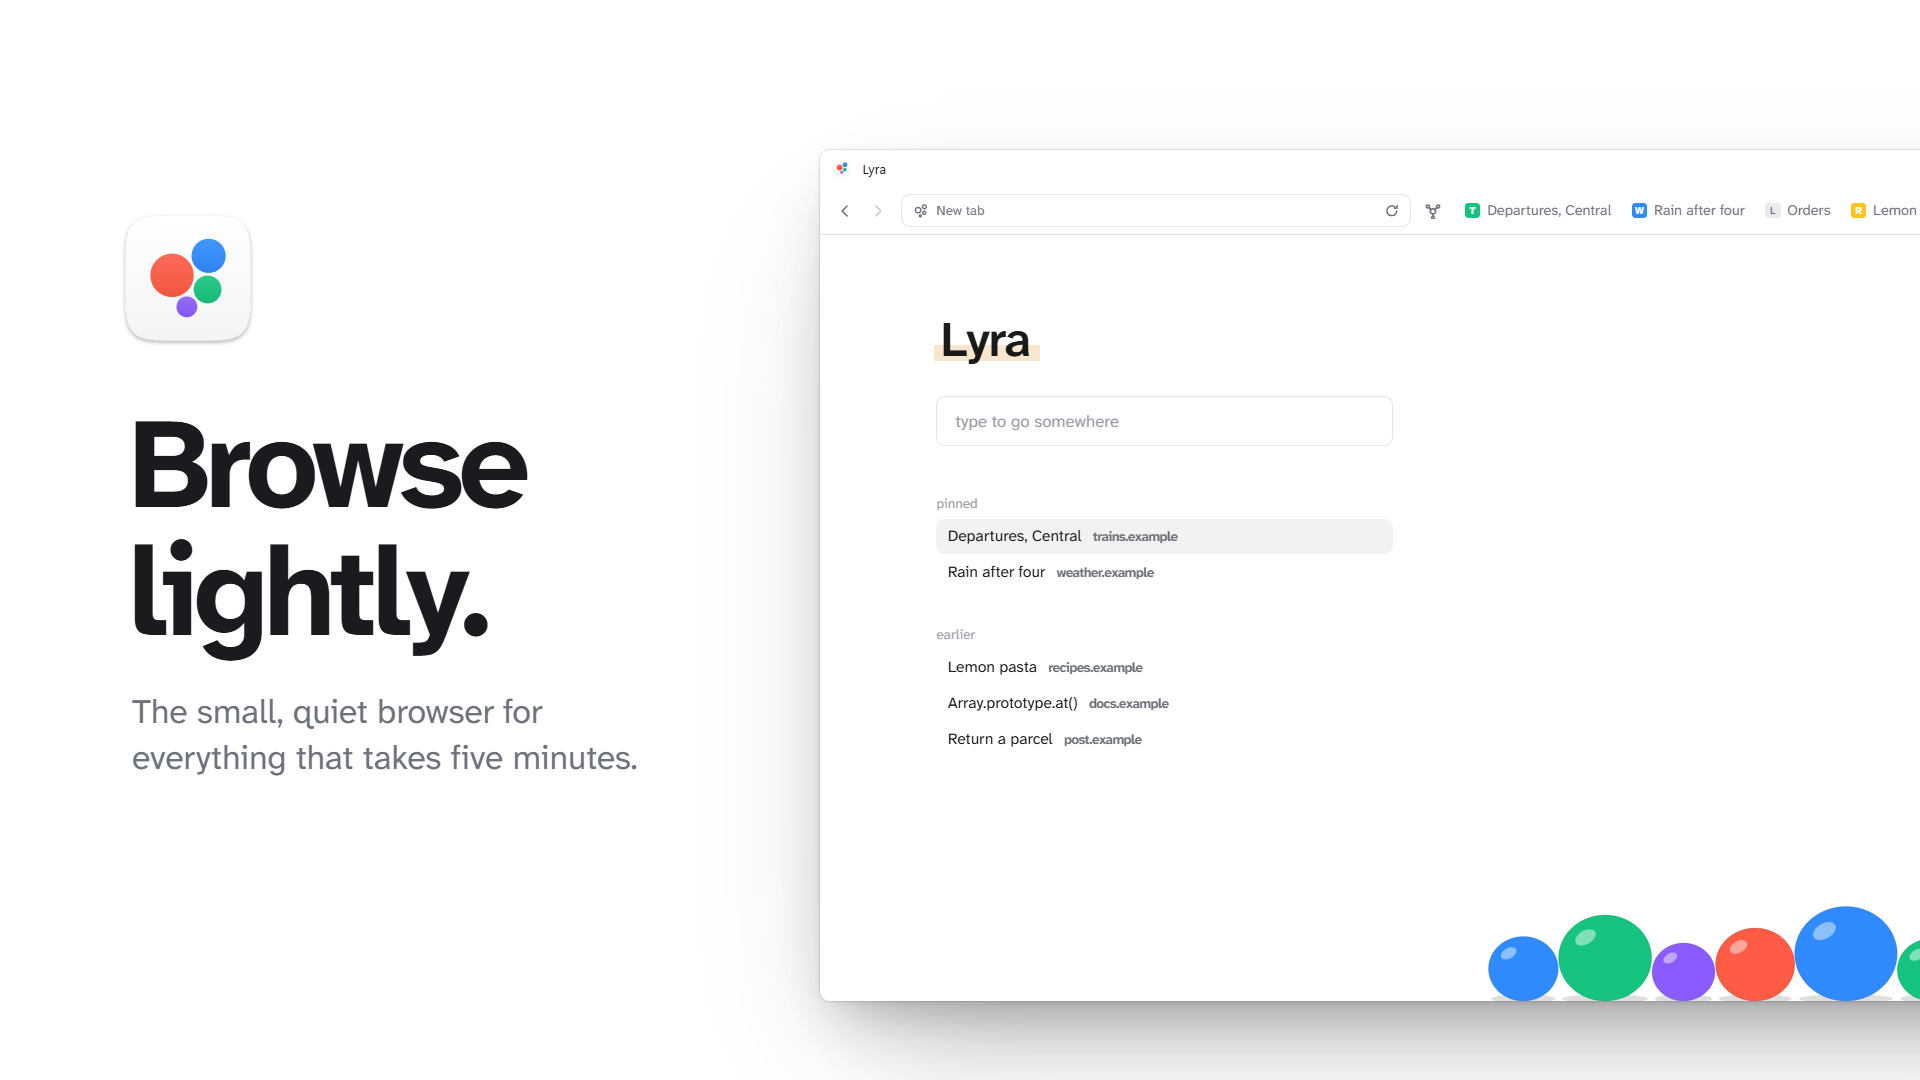 Browse
lightly.
The small, quiet browser for
everything that takes five minutes.
Lyra
New tab
T Departures, Central
W Rain after four
L Orders
R Lemon
Lyra
type to go somewhere
pinned
Departures, Central trains.example
Rain after four weather.example
earlier
Lemon pasta recipes.example
Array.prototype.at() docs.example
Return a parcel post.example